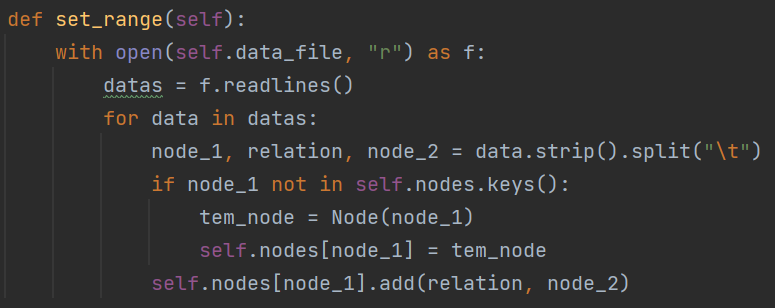 def set_range(self):
    with open(self.data_file, "r") as f:
        datas = f.readlines()
        for data in datas:
            node_1, relation, node_2 = data.strip().split("\t")
            if node_1 not in self.nodes.keys():
                tem_node = Node(node_1)
                self.nodes[node_1] = tem_node
            self.nodes[node_1].add(relation, node_2)